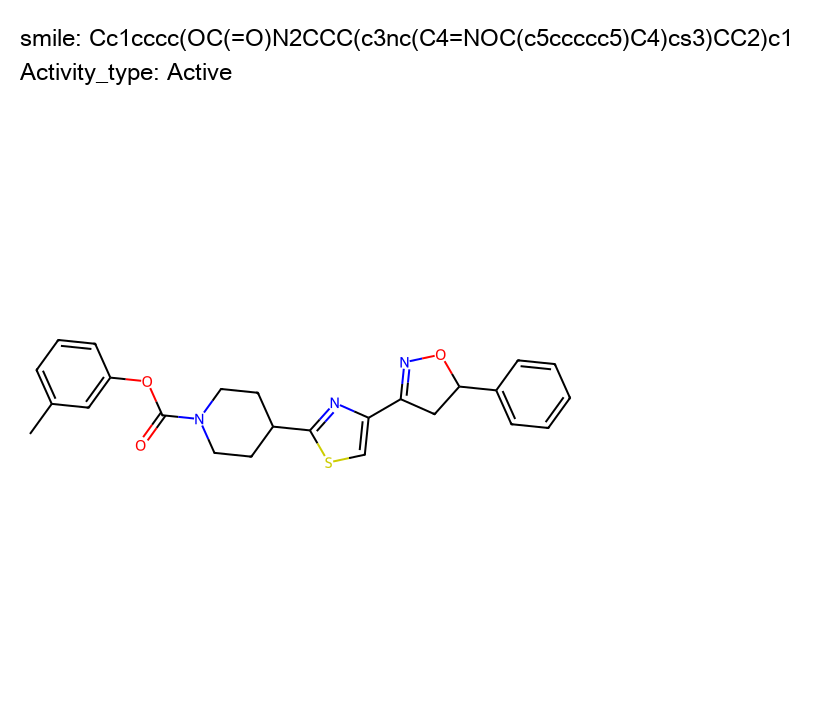 smile: Cc1cccc(OC(=O)N2CCC(c3nc(C4=NOC(c5ccccc5)C4)cs3)CC2)c1
Activity_type: Active
N O
O
N
N
O
S